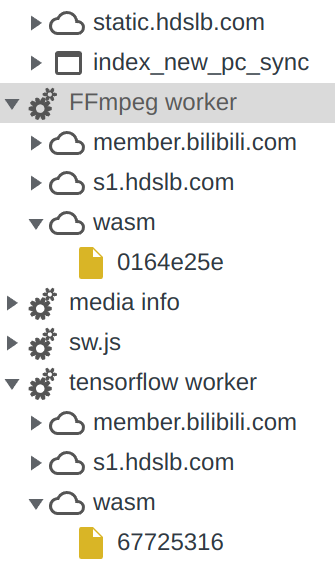 static.hdslb.com
index_new_pc_sync
FFmpeg worker
member.bilibili.com
s1.hdslb.com
wasm
0164e25e
media info
sw.js
tensorflow worker
member.bilibili.com
s1.hdslb.com
wasm
67725316